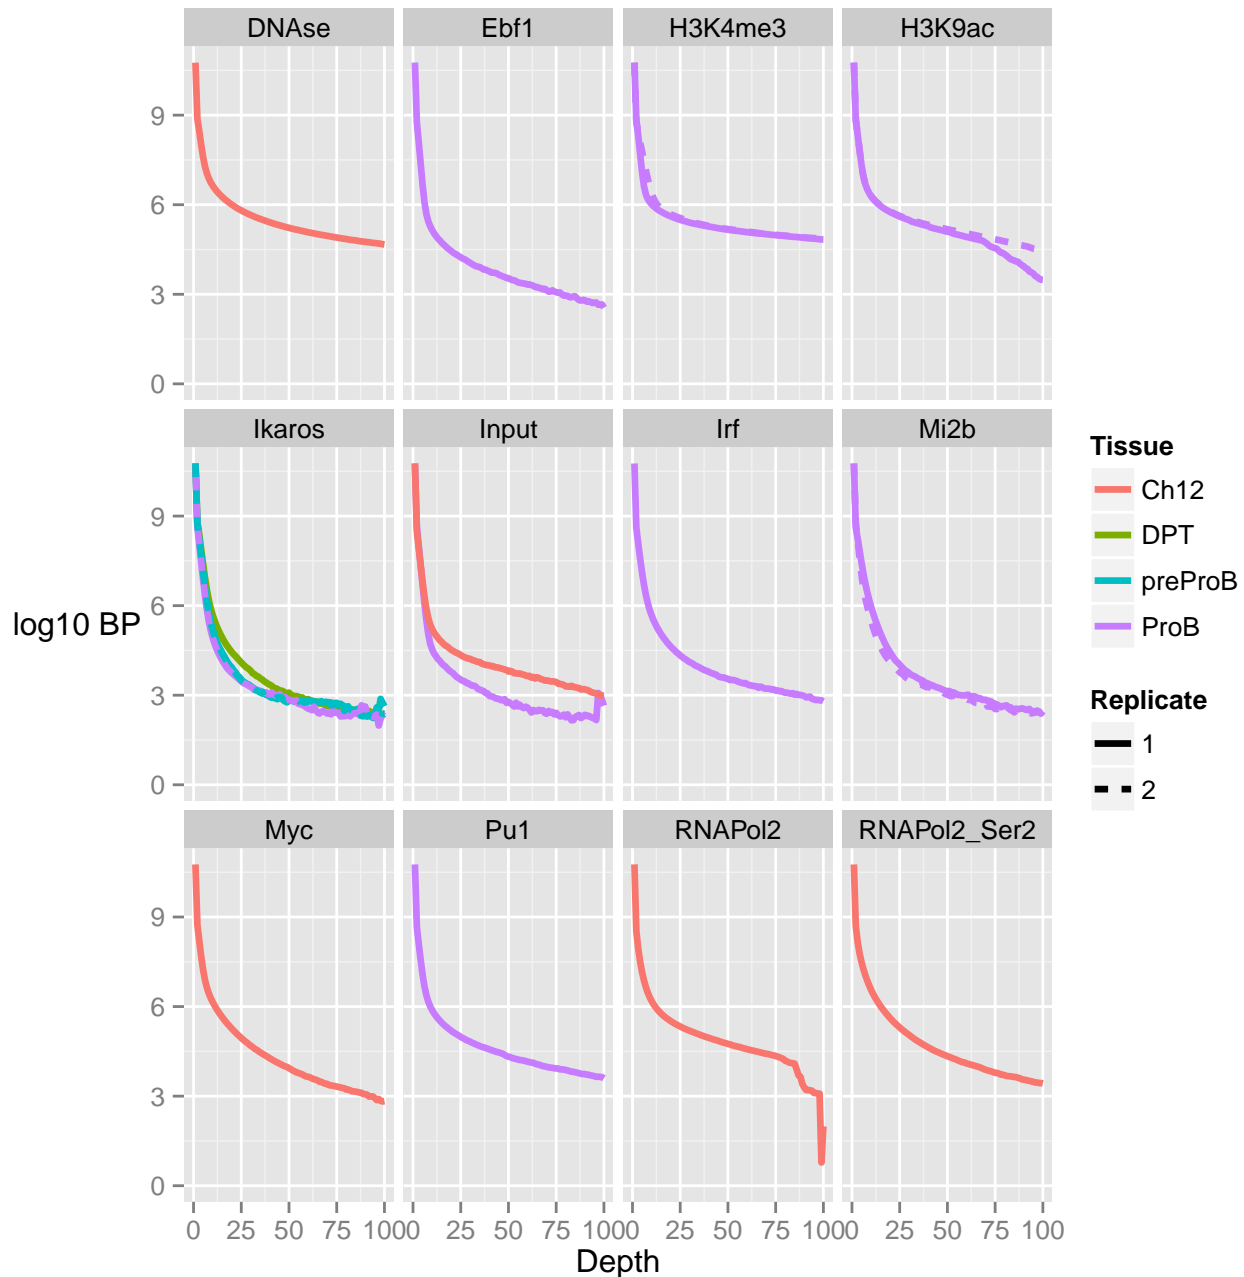 DNAse Ebf1 H3K4me3 H3K9ac
9
6
3
0
Ikaros Input Irf Mi2b
9
6
3
0
log10 BP
Tissue
Ch12
DPT
preProB
ProB
Replicate
1
2
Myc Pu1 RNAPol2 RNAPol2_Ser2
9
6
3
0
0 25 50 75 100 0 25 50 75 100 0 25 50 75 100 0 25 50 75 100
Depth